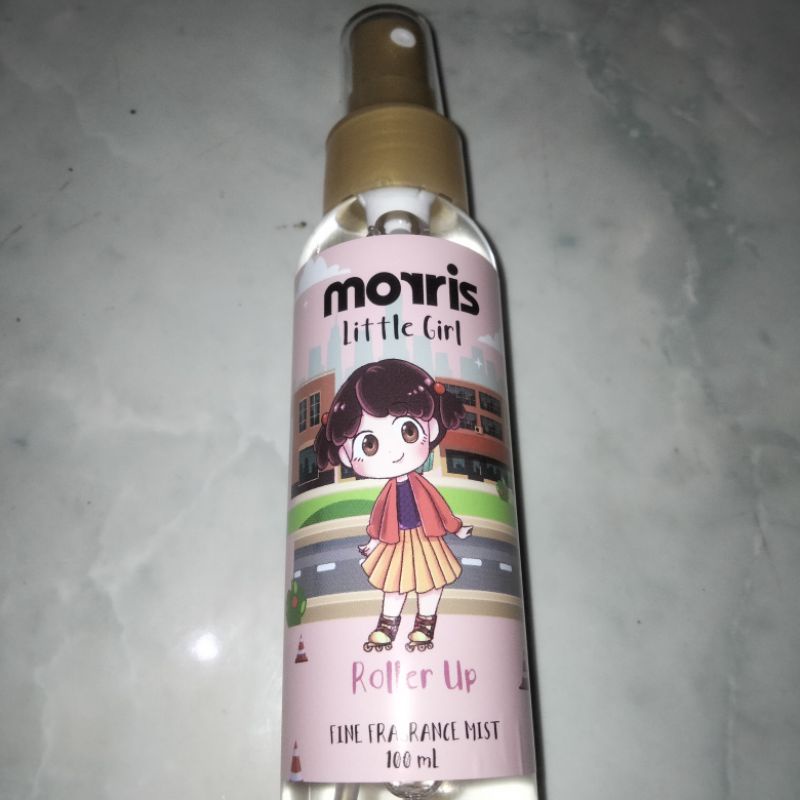 morris
Little Girl
Roller Up
FINE FRAGRANCE MIST
100 mL